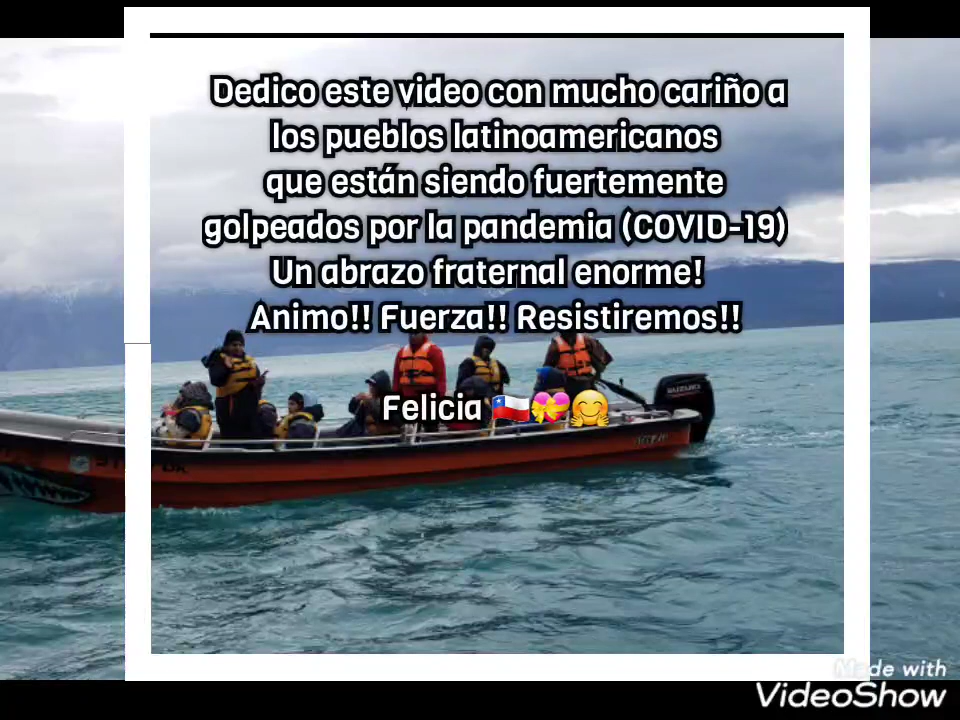 Dedico este video con mucho cariño a
los pueblos latinoamericanos
que están siendo fuertemente
golpeados por la pandemia (COVID-19)
Un abrazo fraternal enorme!
Animo!! Fuerza!! Resistiremos!!
Felicia 🇨🇱💝🤗
SUZUKI
Made with
VideoShow